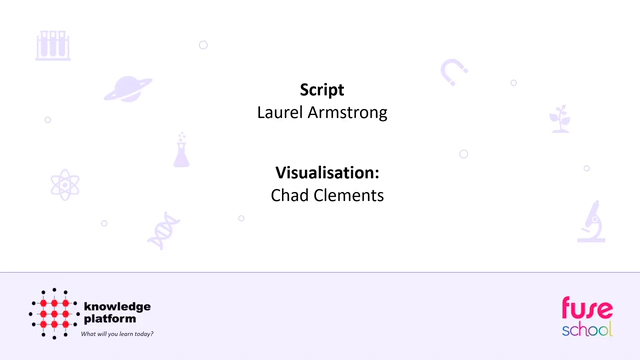 Script
Laurel Armstrong
Visualisation:
Chad Clements
knowledge
platform
What will you learn today?
fuse
school